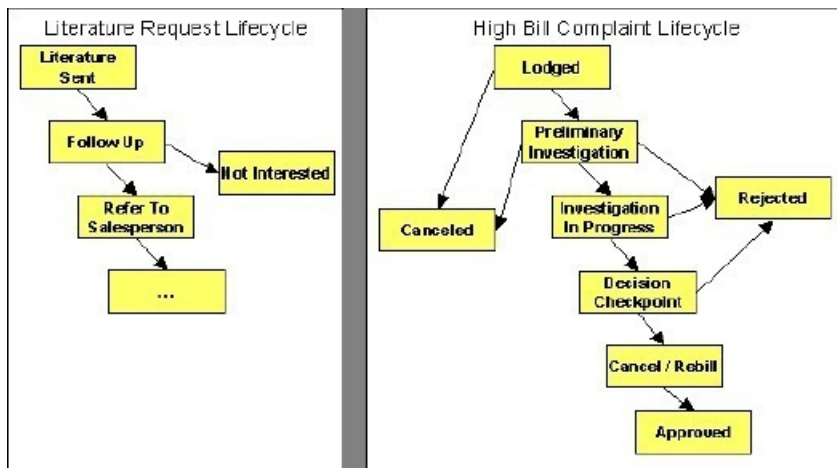 Literature Request Lifecycle
Literature
Sent
Follow Up
Not Interested
Refer To
Salesperson
...
High Bill Complaint Lifecycle
Lodged
Preliminary
Investigation
Rejected
Canceled
Investigation
In Progress
Decision
Checkpoint
Cancel / Rebill
Approved